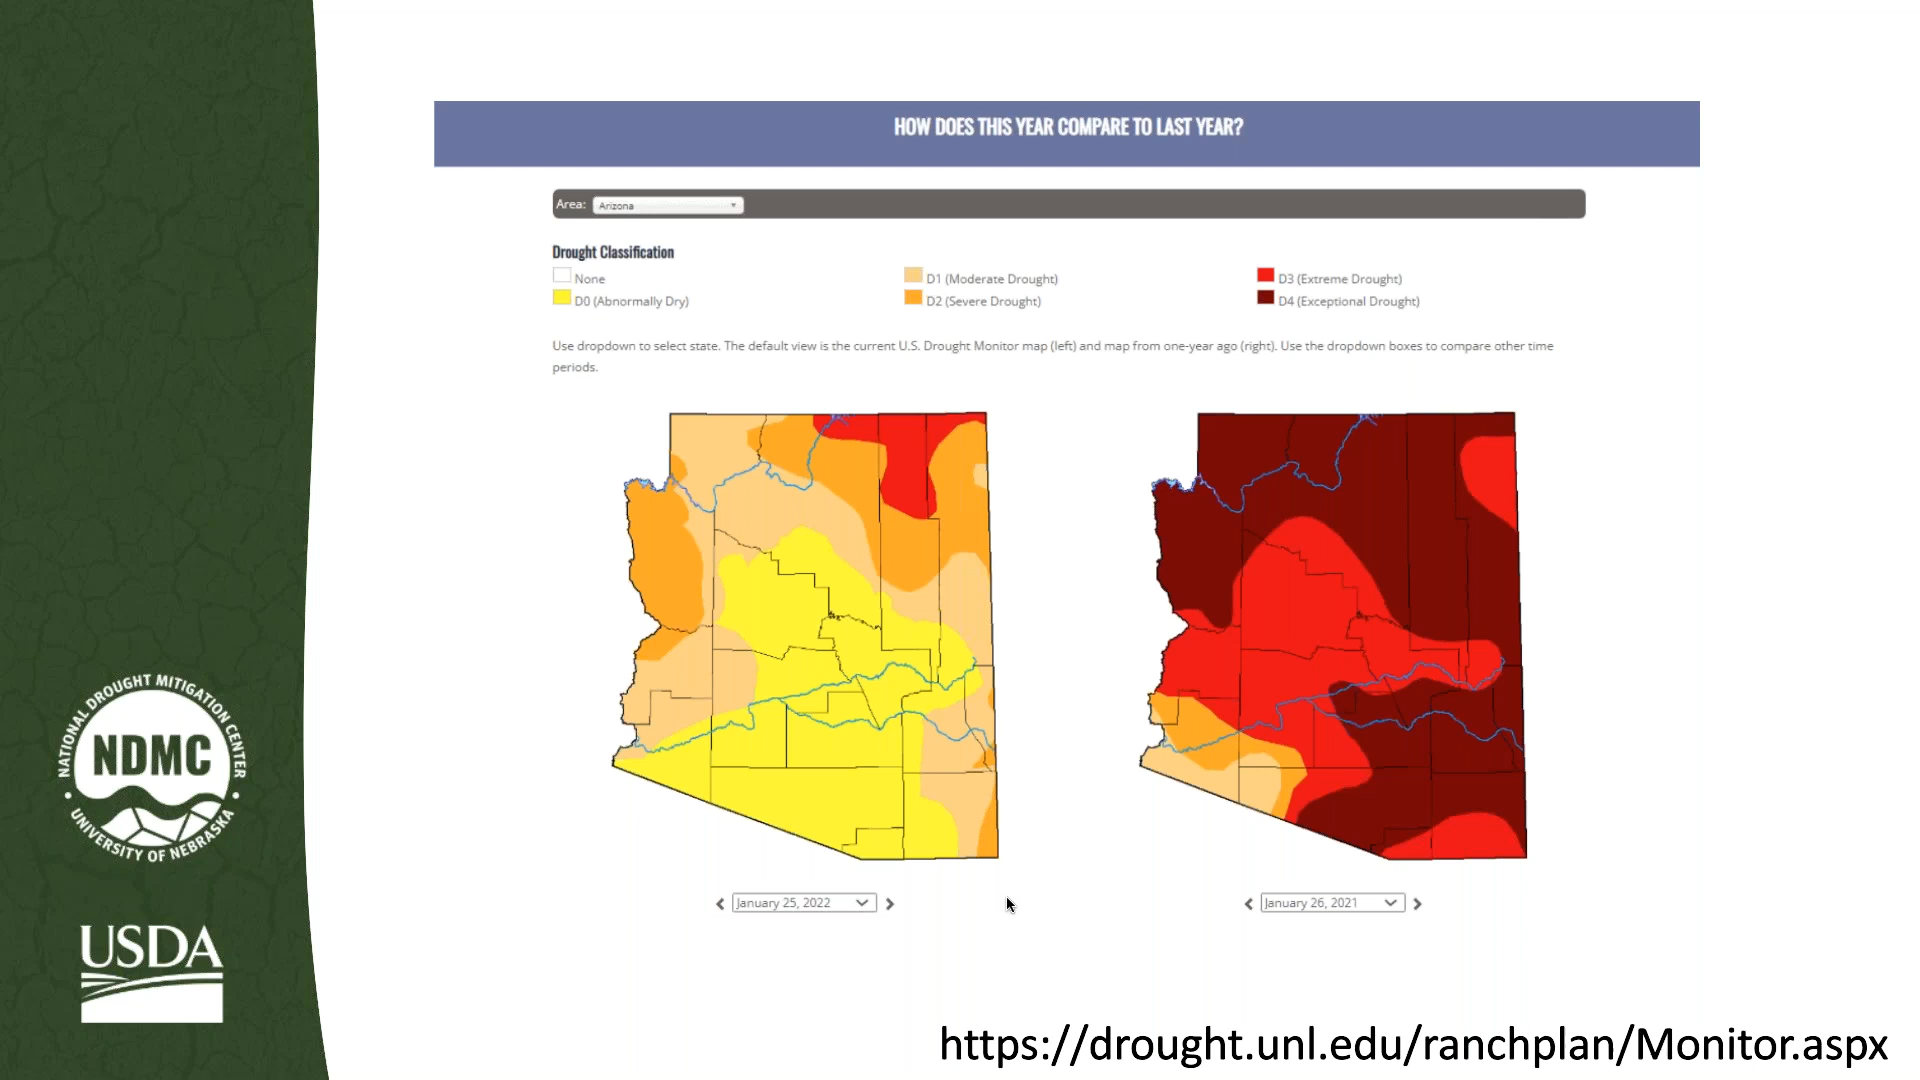 HOW DOES THIS YEAR COMPARE TO LAST YEAR?
Area: Arizona
Drought Classification
None
D1 (Moderate Drought)
D3 (Extreme Drought)
D0 (Abnormally Dry)
D2 (Severe Drought)
D4 (Exceptional Drought)
Use dropdown to select state. The default view is the current U.S. Drought Monitor map (left) and map from one-year ago (right). Use the dropdown boxes to compare other time
periods.
January 25, 2022
January 26, 2021
NATIONAL DROUGHT MITIGATION CENTER
NDMC
UNIVERSITY OF NEBRASKA
USDA
https://drought.unl.edu/ranchplan/Monitor.aspx